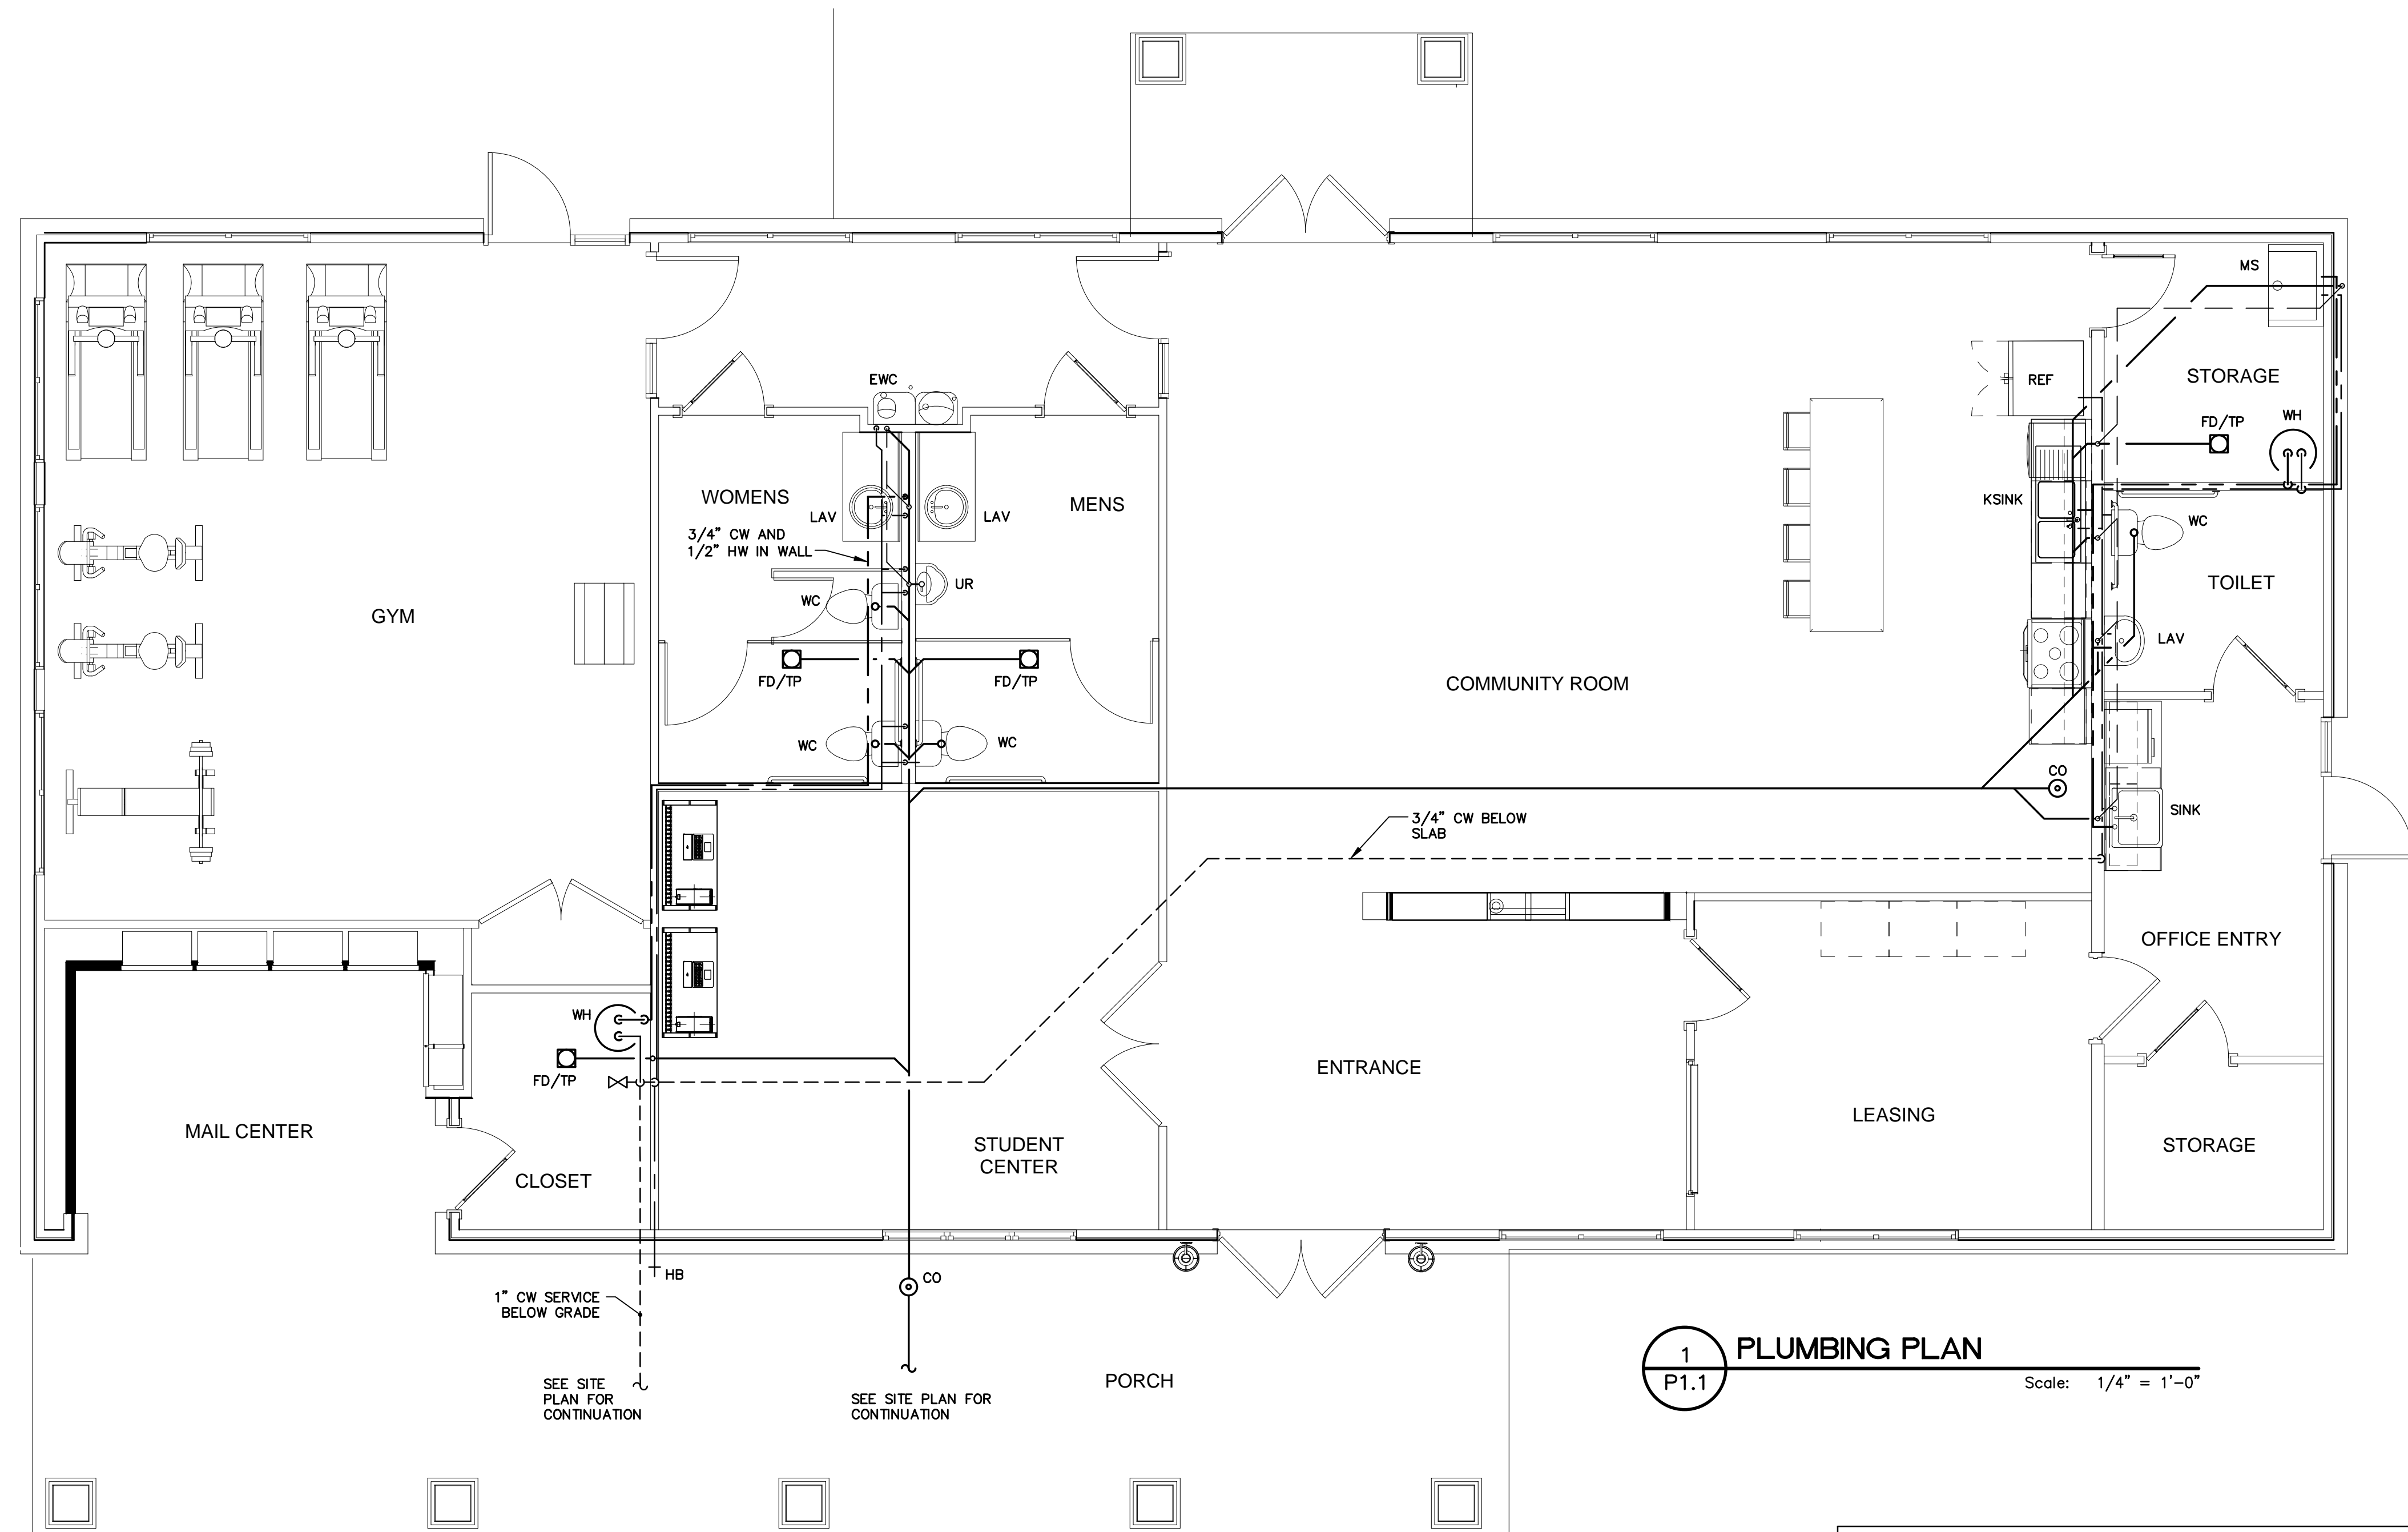 MS
STORAGE
REF
WH
FD/TP
EWC
WOMENS
MENS
KSINK
LAV
LAV
WC
3/4" CW AND
1/2" HW IN WALL
UR
TOILET
WC
GYM
LAV
FD/TP
FD/TP
COMMUNITY ROOM
WC
WC
CO
SINK
3/4" CW BELOW
SLAB
OFFICE ENTRY
WH
FD/TP
ENTRANCE
LEASING
MAIL CENTER
STUDENT
CENTER
STORAGE
CLOSET
HB
CO
1" CW SERVICE
BELOW GRADE
1
P1.1
PLUMBING PLAN
Scale: 1/4" = 1'-0"
SEE SITE
PLAN FOR
CONTINUATION
SEE SITE PLAN FOR
CONTINUATION
PORCH